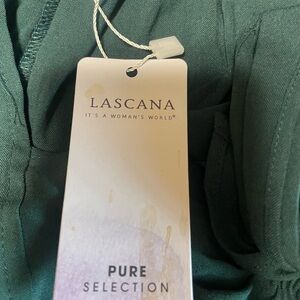 LASCANA
IT'S A WOMAN'S WORLD®
PURE
SELECTION